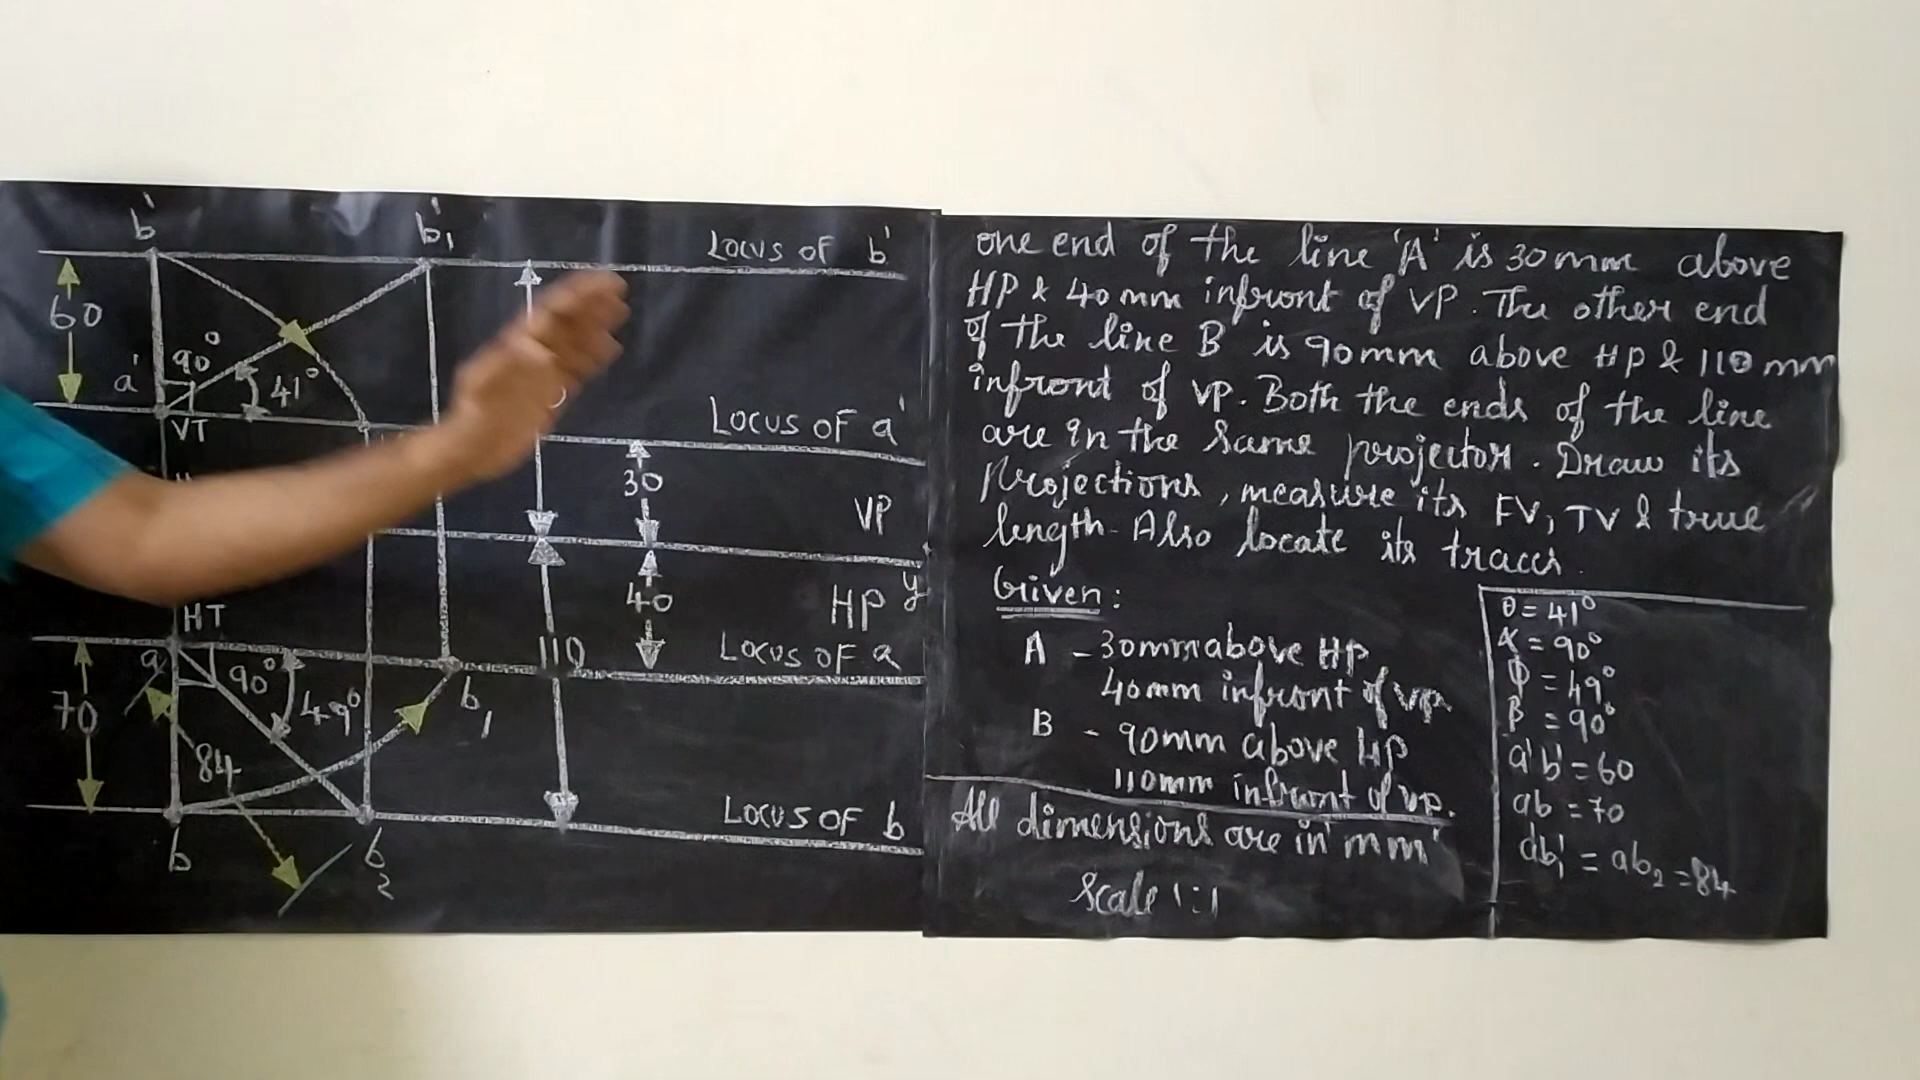 b' b'1 Locus of b'
60
a' 90° 41°
VT Locus of a'
30
VP
40 HP y
HT
a 90° 110 Locus of a
70 49° b1
84
Locus of b
b b2
one end of the line 'A' is 30mm above
HP & 40mm infront of VP. The other end
of the line B is 90mm above HP & 110 mm
infront of VP. Both the ends of the line
are in the same projector. Draw its
Projections, measure its FV, TV & true
length. Also locate its traces.
Given:
A - 30mm above HP
40mm infront of VP
B - 90mm above HP
110mm infront of VP.
All dimensions are in 'mm'
Scale 1:1
θ = 41°
α = 90°
Φ = 49°
β = 90°
a'b' = 60
ab = 70
a'b'1 = ab2 = 84